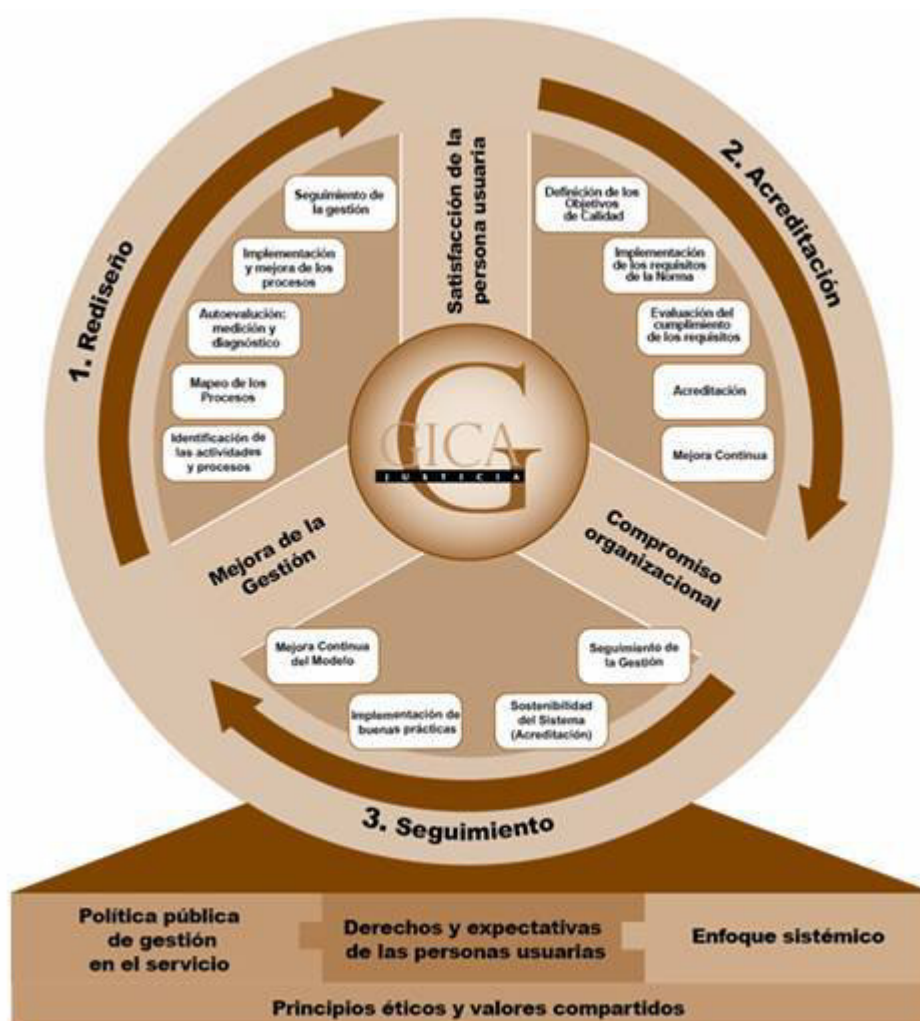 1. Rediseño
Seguimiento de
la gestión
Implementación
y mejora de los
procesos
Autoevalución:
medición y
diagnóstico
Mapeo de los
Procesos
Identificación de
las actividades
y procesos
Satisfacción de la
persona usuaria
2. Acreditación
Definición de los
Objetivos
de Calidad
Implementación
de los requisitos
de la Norma
Evaluación del
cumplimiento
de los requisitos
Acreditación
Mejora Continua
G
GICA
JUSTICIA
Mejora de la
Gestión
Compromiso
organizacional
Mejora Continua
del Modelo
Implementación de
buenas prácticas
Sostenibilidad
del Sistema
(Acreditación)
Seguimiento de
la Gestión
3. Seguimiento
Política pública
de gestión
en el servicio
Derechos y expectativas
de las personas usuarias
Enfoque sistémico
Principios éticos y valores compartidos